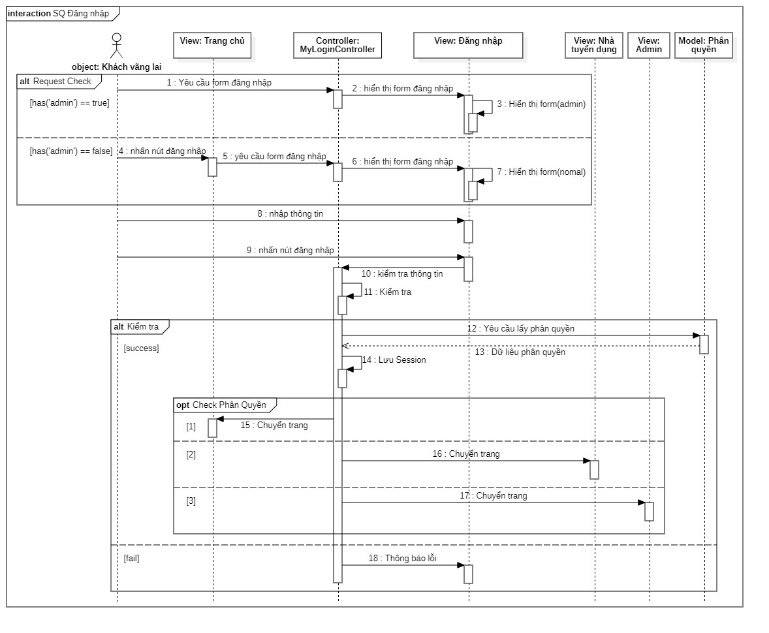 interaction SQ Đăng nhập
object: Khách vãng lai
View: Trang chủ
Controller:
MyLoginController
View: Đăng nhập
View: Nhà
tuyển dụng
View:
Admin
Model: Phân
quyền
alt Request Check
[has('admin') == true]
1 : Yêu cầu form đăng nhập
2 : hiển thị form đăng nhập
3 : Hiển thị form(admin)
[has('admin') == false]
4 : nhấn nút đăng nhập
5 : yêu cầu form đăng nhập
6 : hiển thị form đăng nhập
7 : Hiển thị form(nomal)
8 : nhập thông tin
9 : nhấn nút đăng nhập
10 : kiểm tra thông tin
11 : Kiểm tra
alt Kiểm tra
[success]
12 : Yêu cầu lấy phân quyền
13 : Dữ liệu phân quyền
14 : Lưu Session
opt Check Phân Quyền
[1]
15 : Chuyển trang
[2]
16 : Chuyển trang
[3]
17 : Chuyển trang
[fail]
18 : Thông báo lỗi